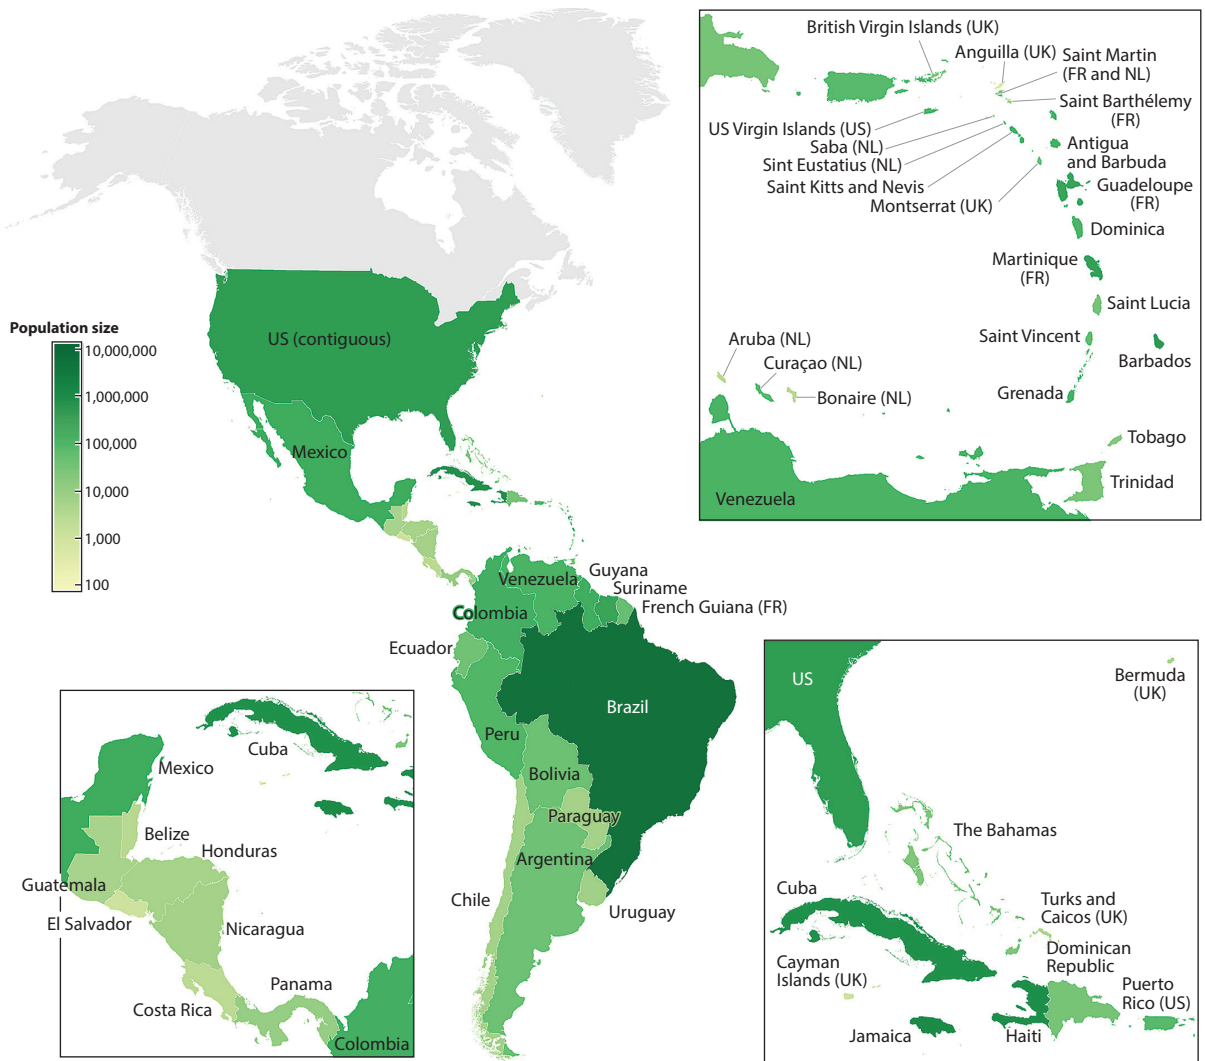 British Virgin Islands (UK)
Anguilla (UK)
Saint Martin
(FR and NL)
Saint Barthélemy
(FR)
US Virgin Islands (US)
Saba (NL)
Sint Eustatius (NL)
Saint Kitts and Nevis
Montserrat (UK)
Antigua
and Barbuda
Guadeloupe
(FR)
Dominica
Martinique
(FR)
Saint Lucia
Saint Vincent
Barbados
Grenada
Aruba (NL)
Curaçao (NL)
Bonaire (NL)
Tobago
Trinidad
Venezuela
US (contiguous)
Mexico
Population size
10,000,000
1,000,000
100,000
10,000
1,000
100
Venezuela
Guyana
Suriname
French Guiana (FR)
Colombia
Ecuador
Brazil
Peru
Bolivia
Paraguay
Argentina
Chile
Uruguay
Cuba
Mexico
Belize
Honduras
Guatemala
El Salvador
Nicaragua
Panama
Costa Rica
Colombia
US
Bermuda
(UK)
The Bahamas
Cuba
Turks and
Caicos (UK)
Cayman
Islands (UK)
Dominican
Republic
Puerto
Rico (US)
Jamaica
Haiti